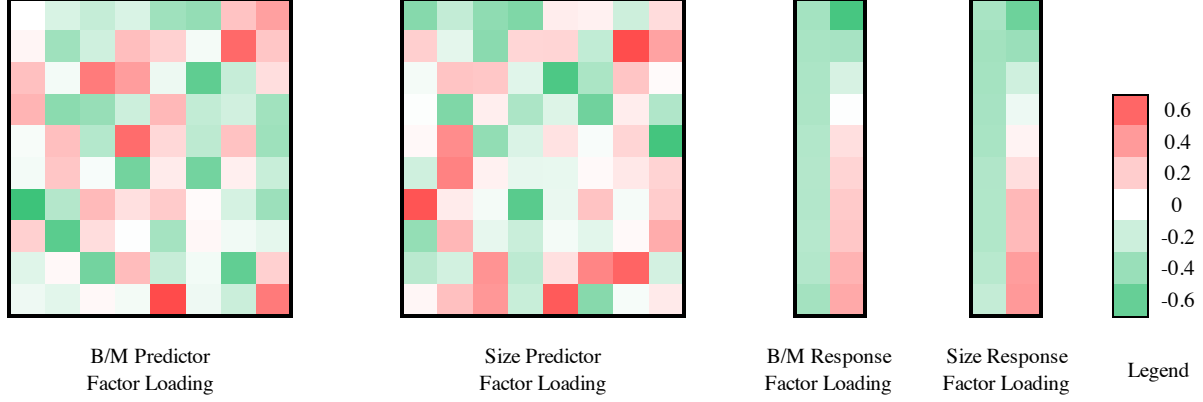 0.6
0.4
0.2
0
-0.2
-0.4
-0.6
B/M Predictor
Factor Loading
Size Predictor
Factor Loading
B/M Response
Factor Loading
Size Response
Factor Loading
Legend